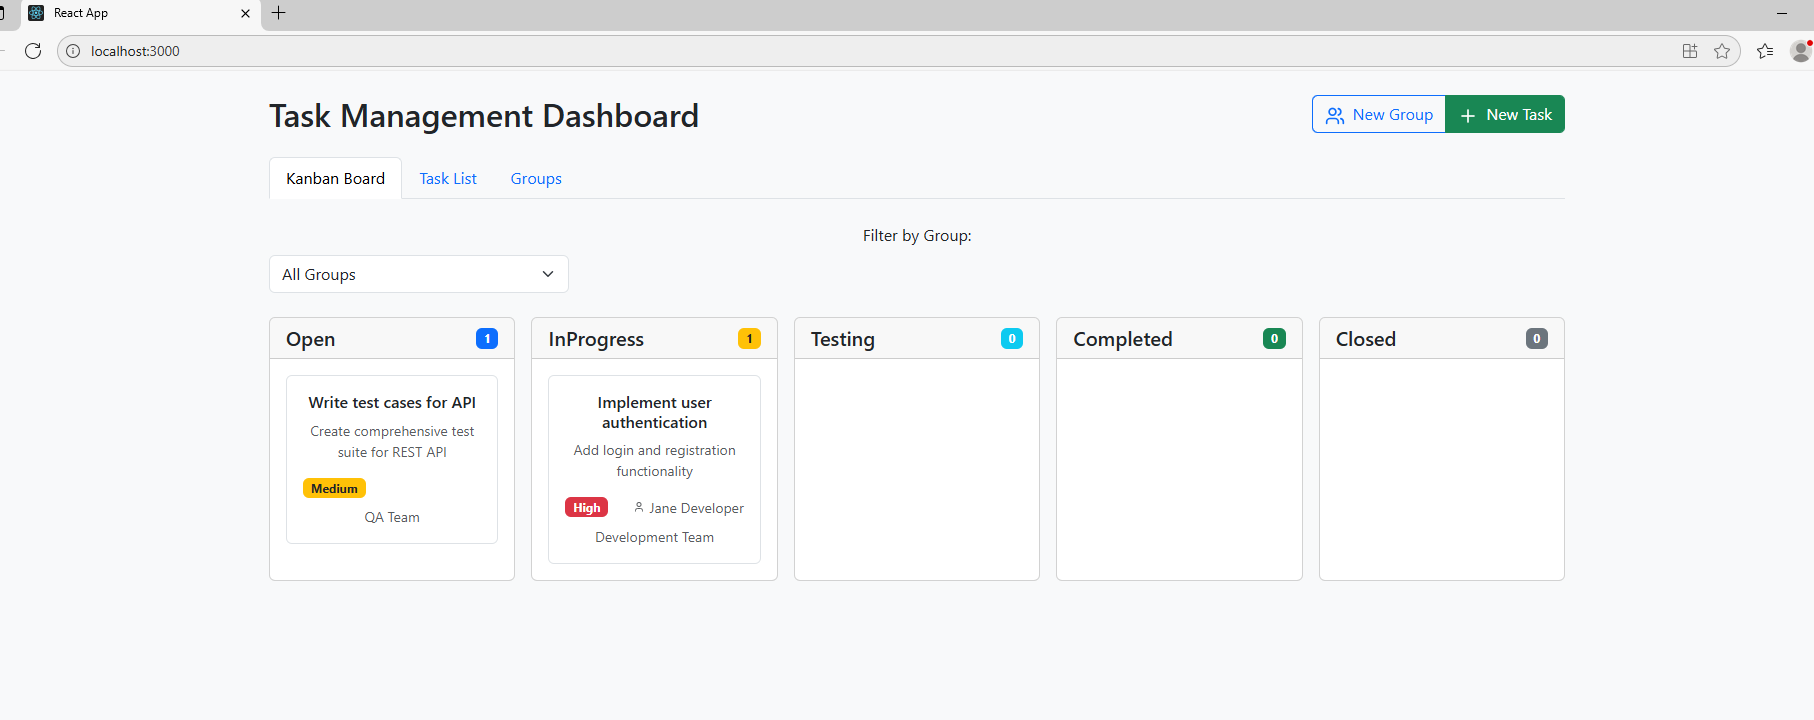 React App
localhost:3000
Task Management Dashboard
New Group
New Task
Kanban Board
Task List
Groups
Filter by Group:
All Groups
Open
1
Write test cases for API
Create comprehensive test
suite for REST API
Medium
QA Team
InProgress
1
Implement user
authentication
Add login and registration
functionality
High
Jane Developer
Development Team
Testing
0
Completed
0
Closed
0